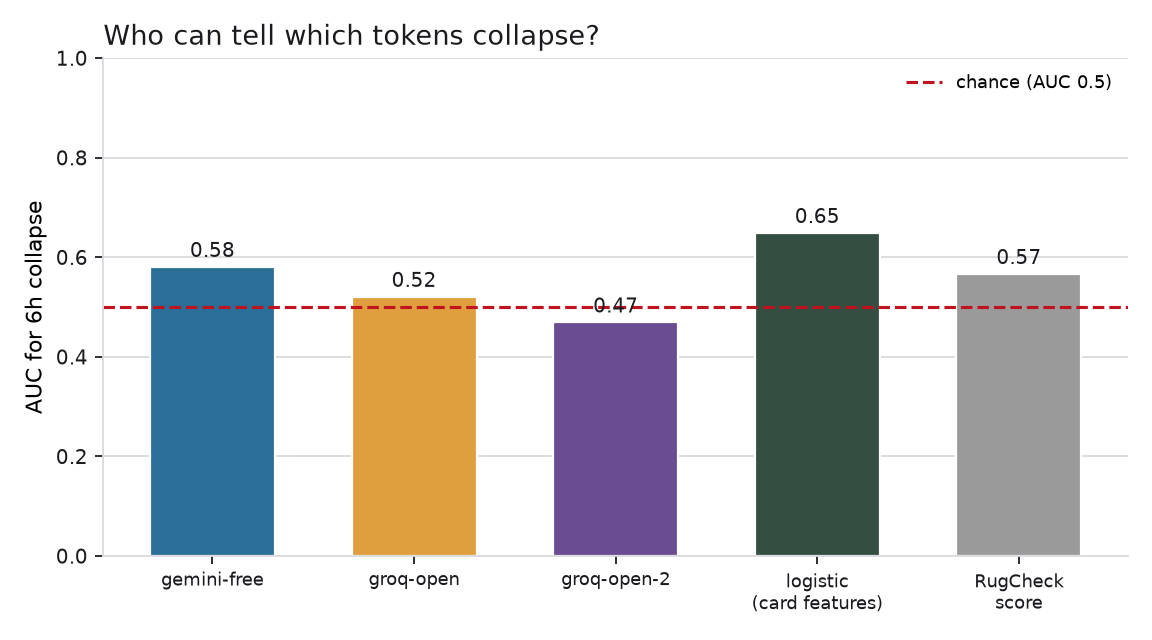 Who can tell which tokens collapse?
chance (AUC 0.5)
AUC for 6h collapse
1.0
0.8
0.6
0.4
0.2
0.0
0.58
0.52
0.47
0.65
0.57
gemini-free
groq-open
groq-open-2
logistic
(card features)
RugCheck
score